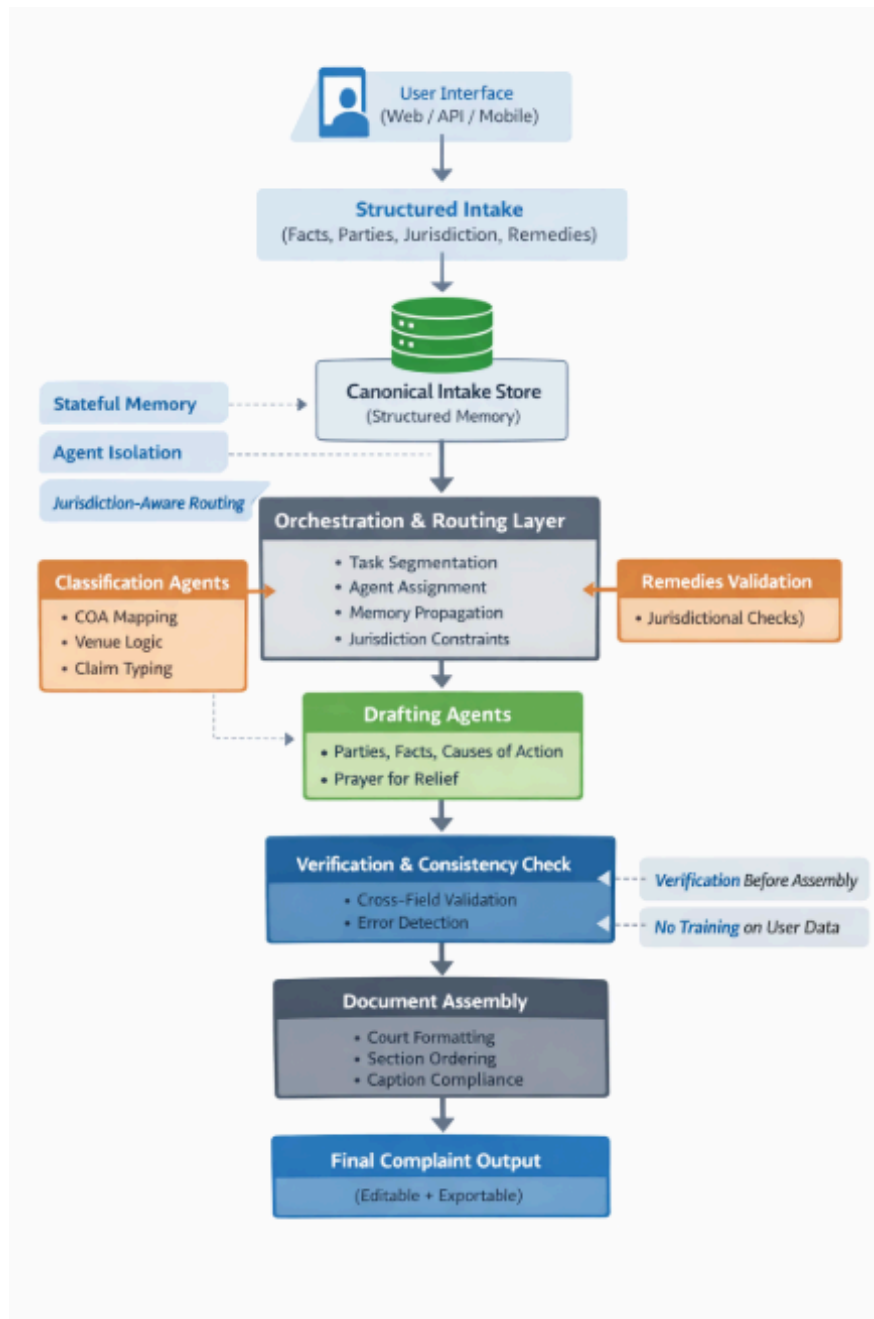 User Interface
(Web / API / Mobile)
Structured Intake
(Facts, Parties, Jurisdiction, Remedies)
Canonical Intake Store
(Structured Memory)
Stateful Memory
Agent Isolation
Jurisdiction-Aware Routing
Orchestration & Routing Layer
• Task Segmentation
• Agent Assignment
• Memory Propagation
• Jurisdiction Constraints
Classification Agents
• COA Mapping
• Venue Logic
• Claim Typing
Remedies Validation
• Jurisdictional Checks)
Drafting Agents
• Parties, Facts, Causes of Action
• Prayer for Relief
Verification & Consistency Check
• Cross-Field Validation
• Error Detection
Verification Before Assembly
No Training on User Data
Document Assembly
• Court Formatting
• Section Ordering
• Caption Compliance
Final Complaint Output
(Editable + Exportable)